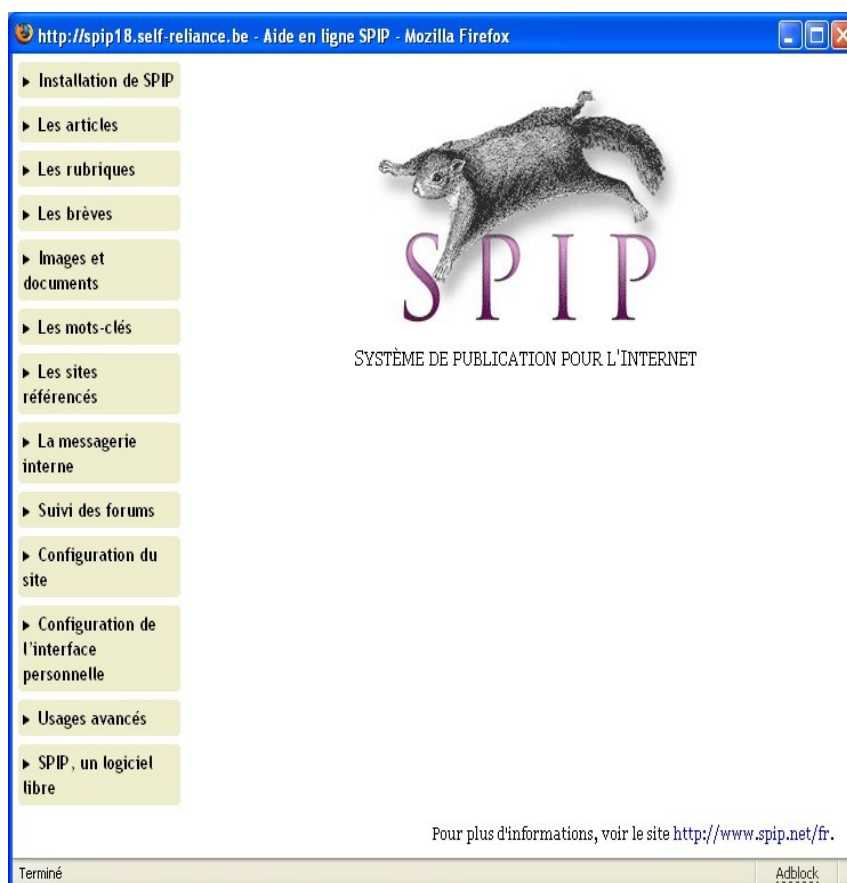 http://spip18.self-reliance.be - Aide en ligne SPIP - Mozilla Firefox
Installation de SPIP
Les articles
Les rubriques
Les brèves
Images et
documents
Les mots-clés
Les sites
référencés
La messagerie
interne
Suivi des forums
Configuration du
site
Configuration de
l'interface
personnelle
Usages avancés
SPIP, un logiciel
libre
SPIP
SYSTÈME DE PUBLICATION POUR L'INTERNET
Pour plus d'informations, voir le site http://www.spip.net/fr.
Terminé
Adblock